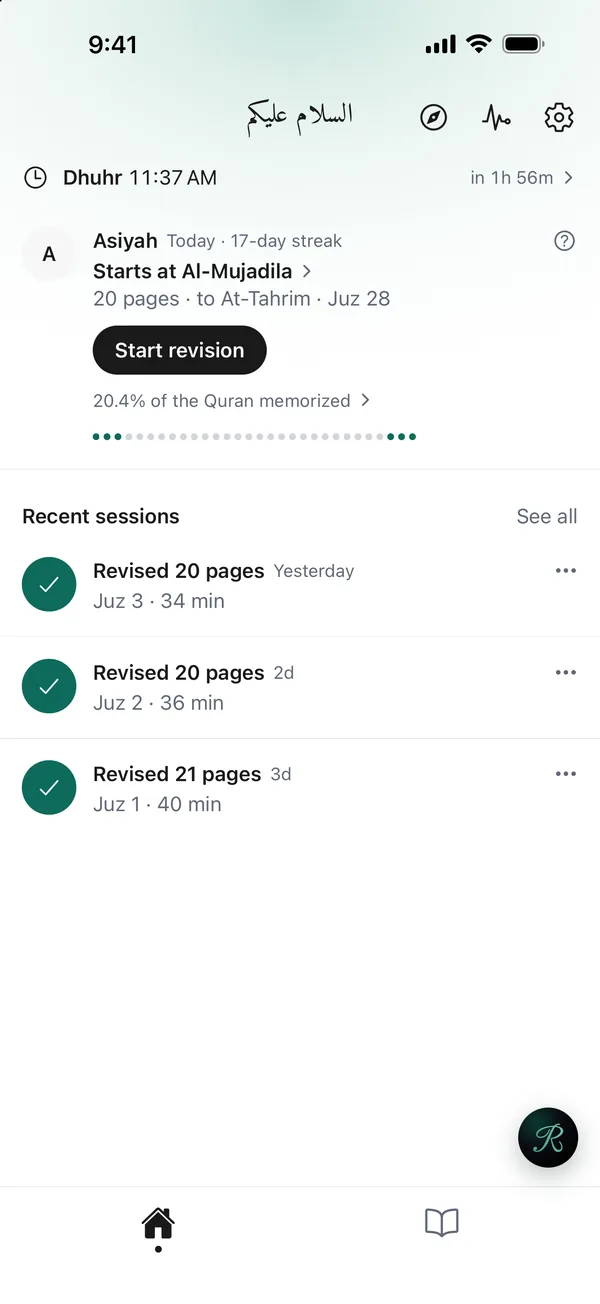 9:41
السلام عليكم
Dhuhr 11:37 AM
in 1h 56m
A
Asiyah Today · 17-day streak
Starts at Al-Mujadila
20 pages · to At-Tahrim · Juz 28
Start revision
20.4% of the Quran memorized
Recent sessions
See all
Revised 20 pages Yesterday
Juz 3 · 34 min
Revised 20 pages 2d
Juz 2 · 36 min
Revised 21 pages 3d
Juz 1 · 40 min
R